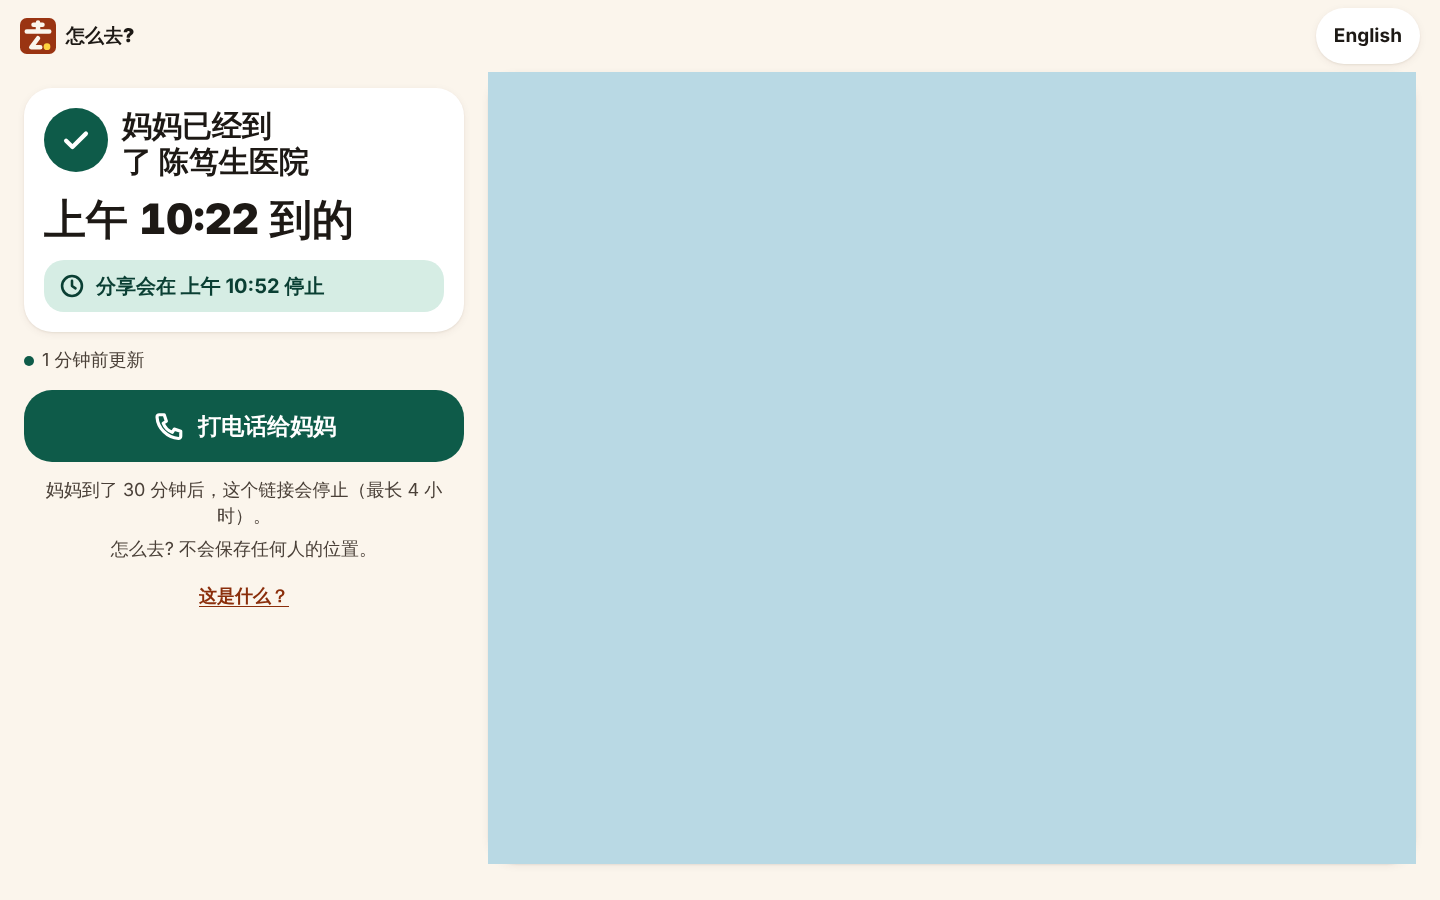 怎么去?
English
妈妈已经到
了 陈笃生医院
上午 10:22 到的
分享会在 上午 10:52 停止
1 分钟前更新
打电话给妈妈
妈妈到了 30 分钟后，这个链接会停止（最长 4 小
时）。
怎么去? 不会保存任何人的位置。
这是什么？